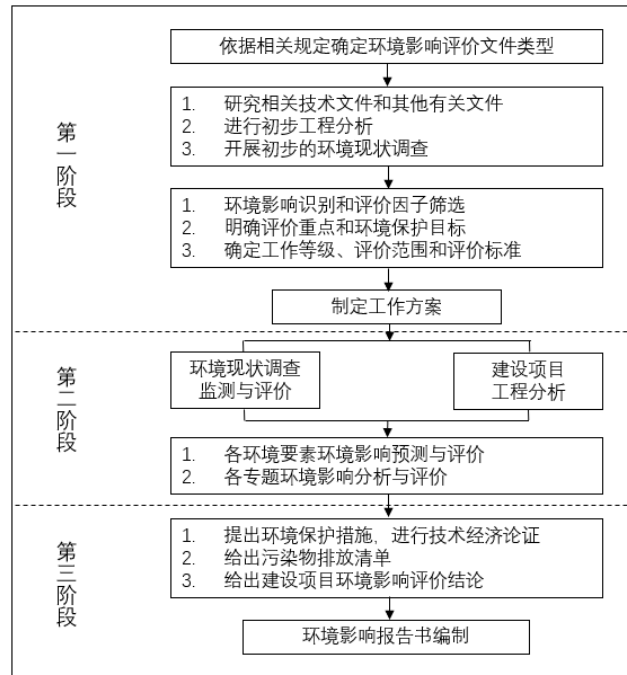 依据相关规定确定环境影响评价文件类型
第一阶段
1. 研究相关技术文件和其他有关文件
2. 进行初步工程分析
3. 开展初步的环境现状调查
1. 环境影响识别和评价因子筛选
2. 明确评价重点和环境保护目标
3. 确定工作等级、评价范围和评价标准
制定工作方案
第二阶段
环境现状调查
监测与评价
建设项目
工程分析
1. 各环境要素环境影响预测与评价
2. 各专题环境影响分析与评价
第三阶段
1. 提出环境保护措施，进行技术经济论证
2. 给出污染物排放清单
3. 给出建设项目环境影响评价结论
环境影响报告书编制